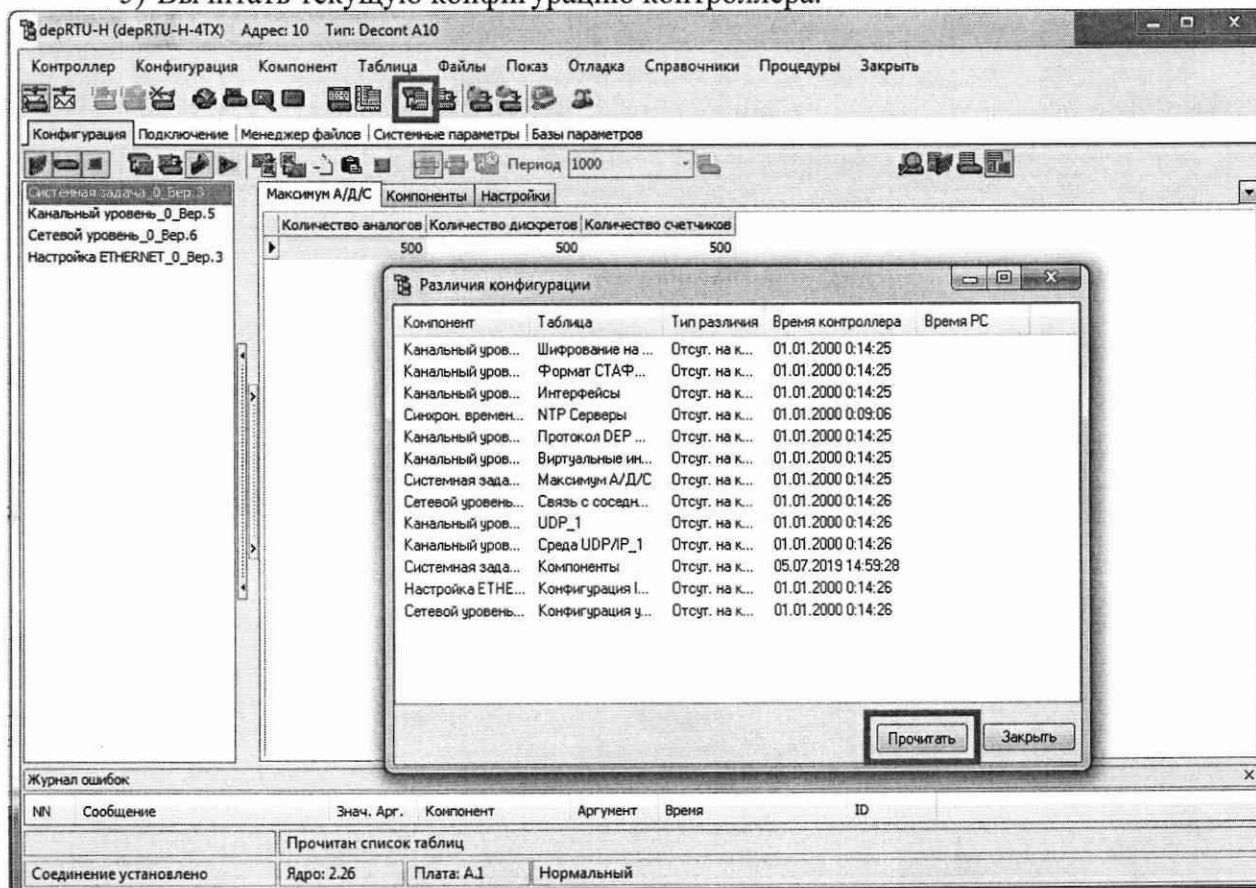 3) Вычитать текущую конфигурацию контроллера.
depRTU-H (depRTU-H-4TX) Адрес: 10 Тип: Decont A10
Контроллер Конфигурация Компонент Таблица Файлы Показ Отладка Справочники Процедуры Закрыть
Конфигурация Подключение Менеджер файлов Системные параметры Базы параметров
Период 1000
Системная задача_0_Вер.3
Канальный уровень_0_Вер.5
Сетевой уровень_0_Вер.6
Настройка ETHERNET_0_Вер.3
Максимум А/Д/С Компоненты Настройки
Количество аналогов Количество дискретов Количество счетчиков
500 500 500
Различия конфигурации
Компонент Таблица Тип различия Время контроллера Время PC
Канальный уров... Шифрование на ... Отсут. на к... 01.01.2000 0:14:25
Канальный уров... Формат СТАФ... Отсут. на к... 01.01.2000 0:14:25
Канальный уров... Интерфейсы Отсут. на к... 01.01.2000 0:14:25
Синхрон. времен... NTP Серверы Отсут. на к... 01.01.2000 0:09:06
Канальный уров... Протокол DEP ... Отсут. на к... 01.01.2000 0:14:25
Канальный уров... Виртуальные ин... Отсут. на к... 01.01.2000 0:14:25
Системная зада... Максимум А/Д/С Отсут. на к... 01.01.2000 0:14:25
Сетевой уровень... Связь с соседн... Отсут. на к... 01.01.2000 0:14:26
Канальный уров... UDP_1 Отсут. на к... 01.01.2000 0:14:26
Канальный уров... Среда UDP/IP_1 Отсут. на к... 01.01.2000 0:14:26
Системная зада... Компоненты Отсут. на к... 05.07.2019 14:59:28
Настройка ETHE... Конфигурация I... Отсут. на к... 01.01.2000 0:14:26
Сетевой уровень... Конфигурация у... Отсут. на к... 01.01.2000 0:14:26
Прочитать Закрыть
Журнал ошибок
NN Сообщение Знач. Арг. Компонент Аргумент Время ID
Прочитан список таблиц
Соединение установлено Ядро: 2.26 Плата: A.1 Нормальный